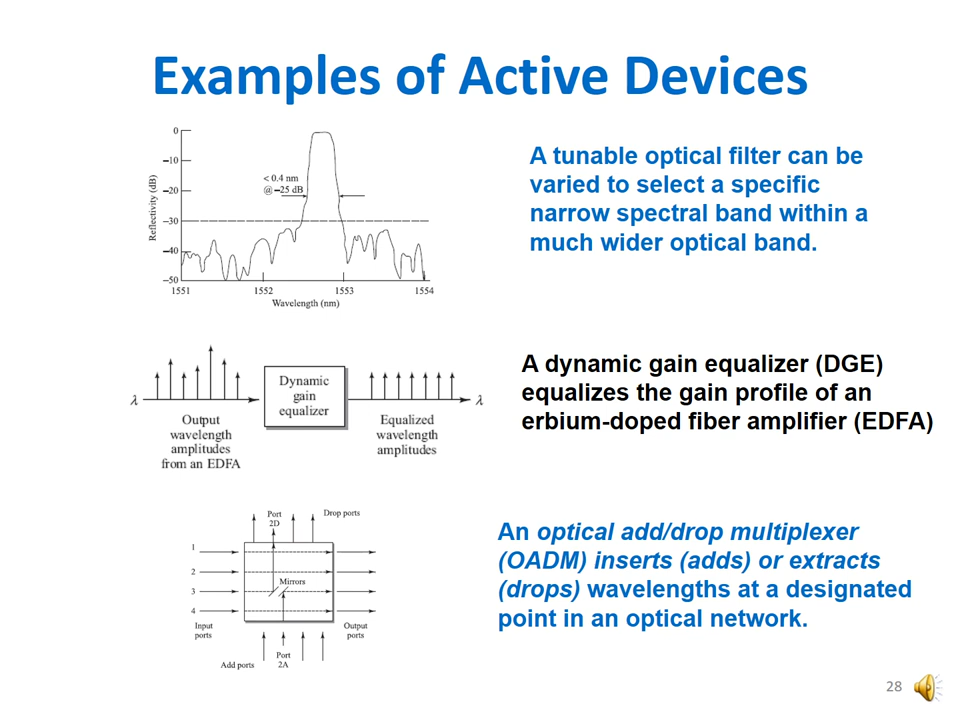 Examples of Active Devices
0
−10
−20
−30
−40
−50
Reflectivity (dB)
< 0.4 nm
@ −25 dB
1551
1552
1553
1554
Wavelength (nm)
A tunable optical filter can be
varied to select a specific
narrow spectral band within a
much wider optical band.
λ
Output
wavelength
amplitudes
from an EDFA
Dynamic
gain
equalizer
Equalized
wavelength
amplitudes
λ
A dynamic gain equalizer (DGE)
equalizes the gain profile of an
erbium-doped fiber amplifier (EDFA)
Port
2D
Drop ports
1
2
3
4
Mirrors
Input
ports
Output
ports
Add ports
Port
2A
An optical add/drop multiplexer
(OADM) inserts (adds) or extracts
(drops) wavelengths at a designated
point in an optical network.
28